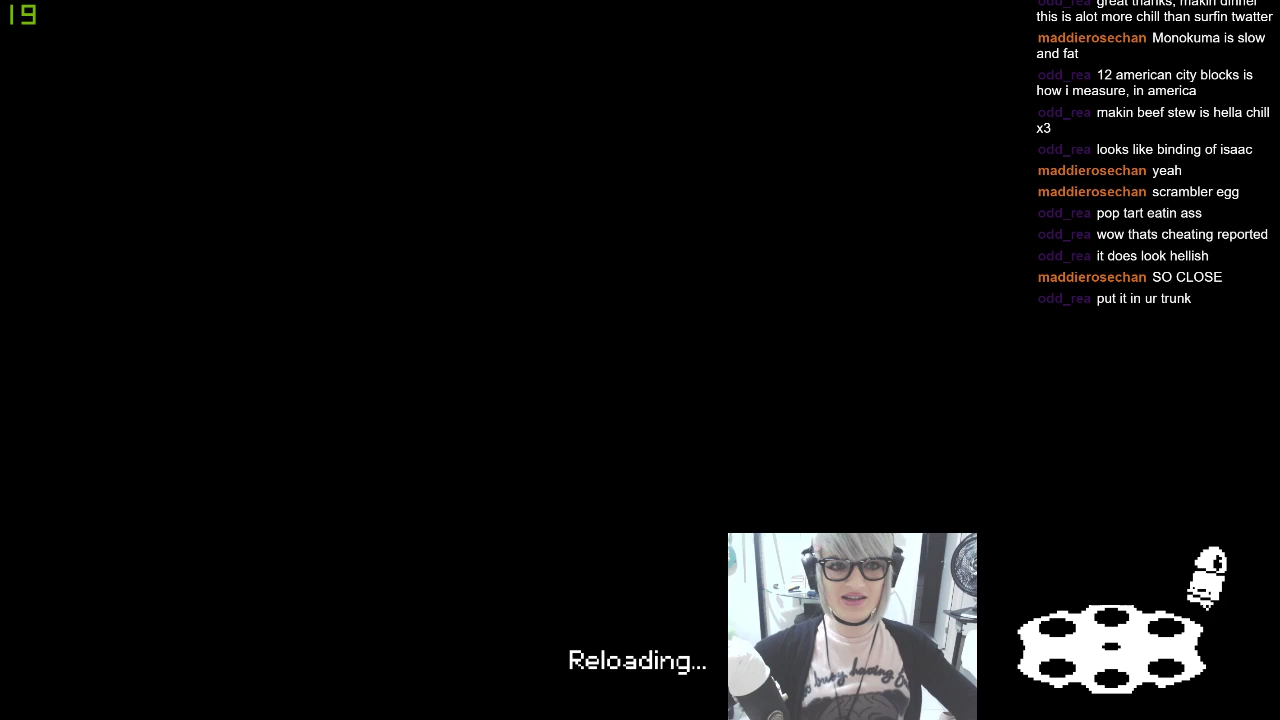 19
great thanks, makin dinner
this is alot more chill than surfin twatter
maddierosechan Monokuma is slow
and fat
odd_rea 12 american city blocks is
how i measure, in america
odd_rea makin beef stew is hella chill
x3
odd_rea looks like binding of isaac
maddierosechan yeah
maddierosechan scrambler egg
odd_rea pop tart eatin ass
odd_rea wow thats cheating reported
odd_rea it does look hellish
maddierosechan SO CLOSE
odd_rea put it in ur trunk
Reloading...
busy having